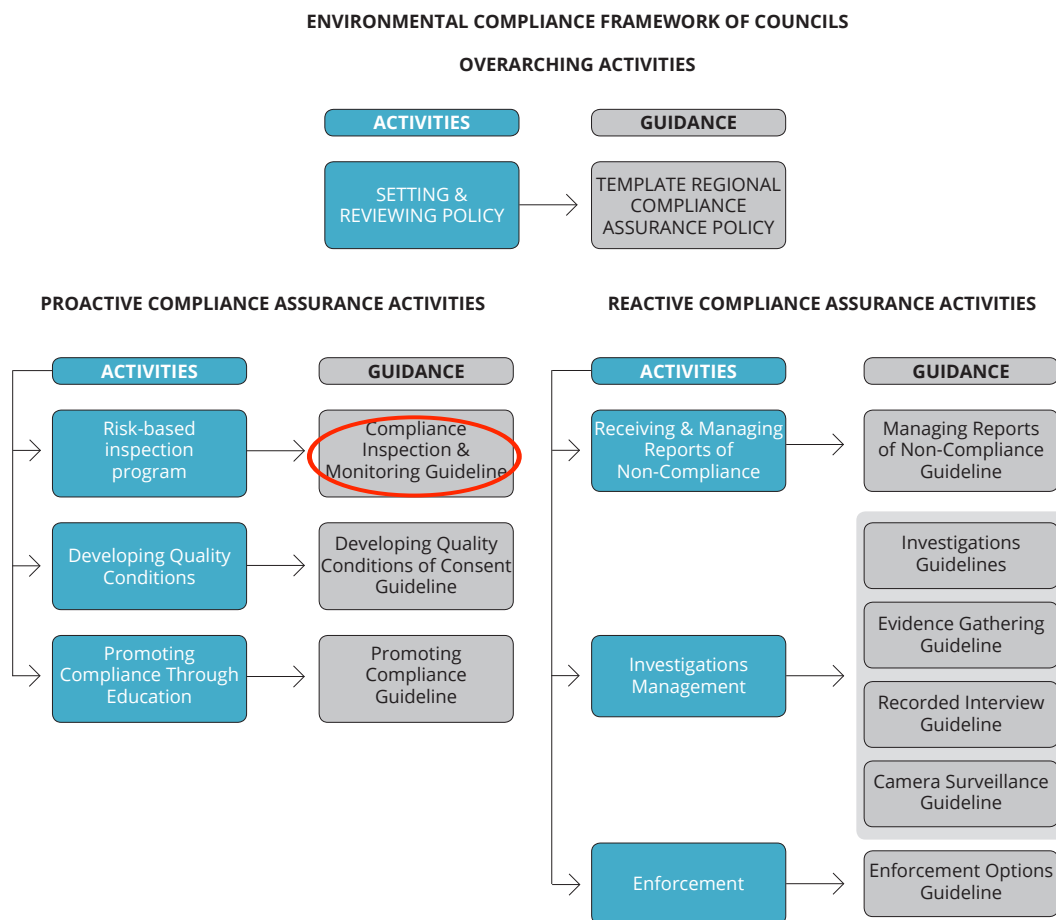 ENVIRONMENTAL COMPLIANCE FRAMEWORK OF COUNCILS
OVERARCHING ACTIVITIES
ACTIVITIES
GUIDANCE
SETTING &
REVIEWING POLICY
TEMPLATE REGIONAL
COMPLIANCE
ASSURANCE POLICY
PROACTIVE COMPLIANCE ASSURANCE ACTIVITIES
ACTIVITIES
GUIDANCE
Risk-based
inspection
program
Compliance
Inspection &
Monitoring Guideline
Developing Quality
Conditions
Developing Quality
Conditions of Consent
Guideline
Promoting
Compliance Through
Education
Promoting
Compliance
Guideline
REACTIVE COMPLIANCE ASSURANCE ACTIVITIES
ACTIVITIES
GUIDANCE
Receiving & Managing
Reports of
Non-Compliance
Managing Reports
of Non-Compliance
Guideline
Investigations
Management
Investigations
Guidelines
Evidence Gathering
Guideline
Recorded Interview
Guideline
Camera Surveillance
Guideline
Enforcement
Enforcement Options
Guideline